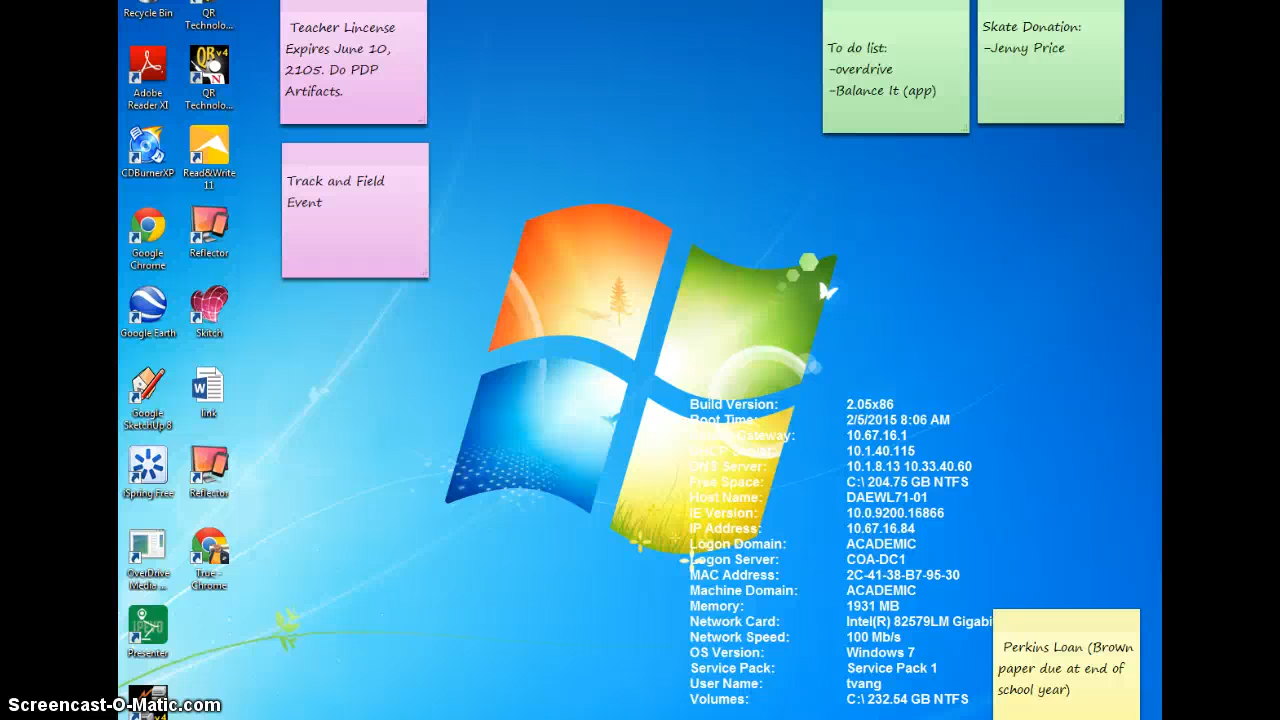 Recycle Bin
QR
Technolo...
Adobe
Reader XI
QR
Technolo...
CDBurnerXP
Read&Write
11
Google
Chrome
Reflector
Google Earth
Skitch
Google
SketchUp 8
link
iSpring Free
Reflector
OverDrive
Media ...
True -
Chrome
Presenter
Teacher Lincense
Expires June 10,
2105. Do PDP
Artifacts.
Track and Field
Event
To do list:
-overdrive
-Balance It (app)
Skate Donation:
-Jenny Price
Build Version: 2.05x86
Boot Time: 2/5/2015 8:06 AM
Gateway: 10.67.16.1
10.1.40.115
DNS Server: 10.1.8.13 10.33.40.60
Free Space: C:\ 204.75 GB NTFS
Host Name: DAEWL71-01
IE Version: 10.0.9200.16866
IP Address: 10.67.16.84
Logon Domain: ACADEMIC
Logon Server: COA-DC1
MAC Address: 2C-41-38-B7-95-30
Machine Domain: ACADEMIC
Memory: 1931 MB
Network Card: Intel(R) 82579LM Gigabi
Network Speed: 100 Mb/s
OS Version: Windows 7
Service Pack: Service Pack 1
User Name: tvang
Volumes: C:\ 232.54 GB NTFS
Perkins Loan (Brown
paper due at end of
school year)
Screencast-O-Matic.com